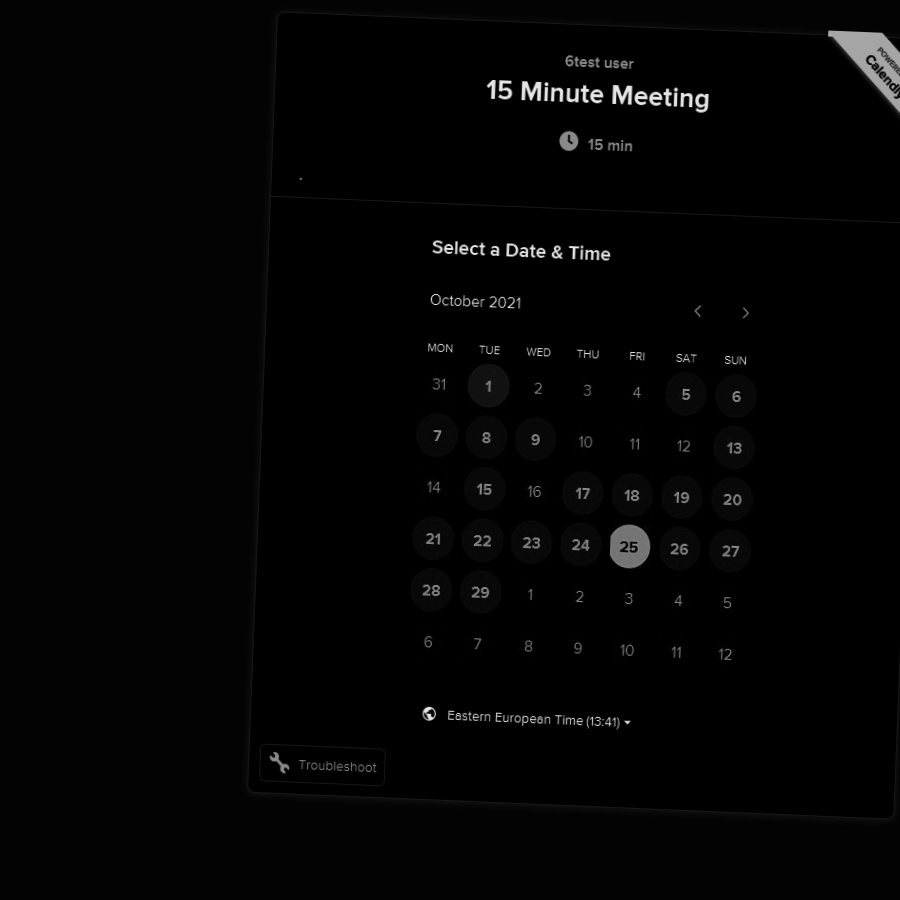 POWERED
Calendly
6test user
15 Minute Meeting
15 min
.
Select a Date & Time
October 2021
MON TUE WED THU FRI SAT SUN
31 1 2 3 4 5 6
7 8 9 10 11 12 13
14 15 16 17 18 19 20
21 22 23 24 25 26 27
28 29 1 2 3 4 5
6 7 8 9 10 11 12
Eastern European Time (13:41)
Troubleshoot